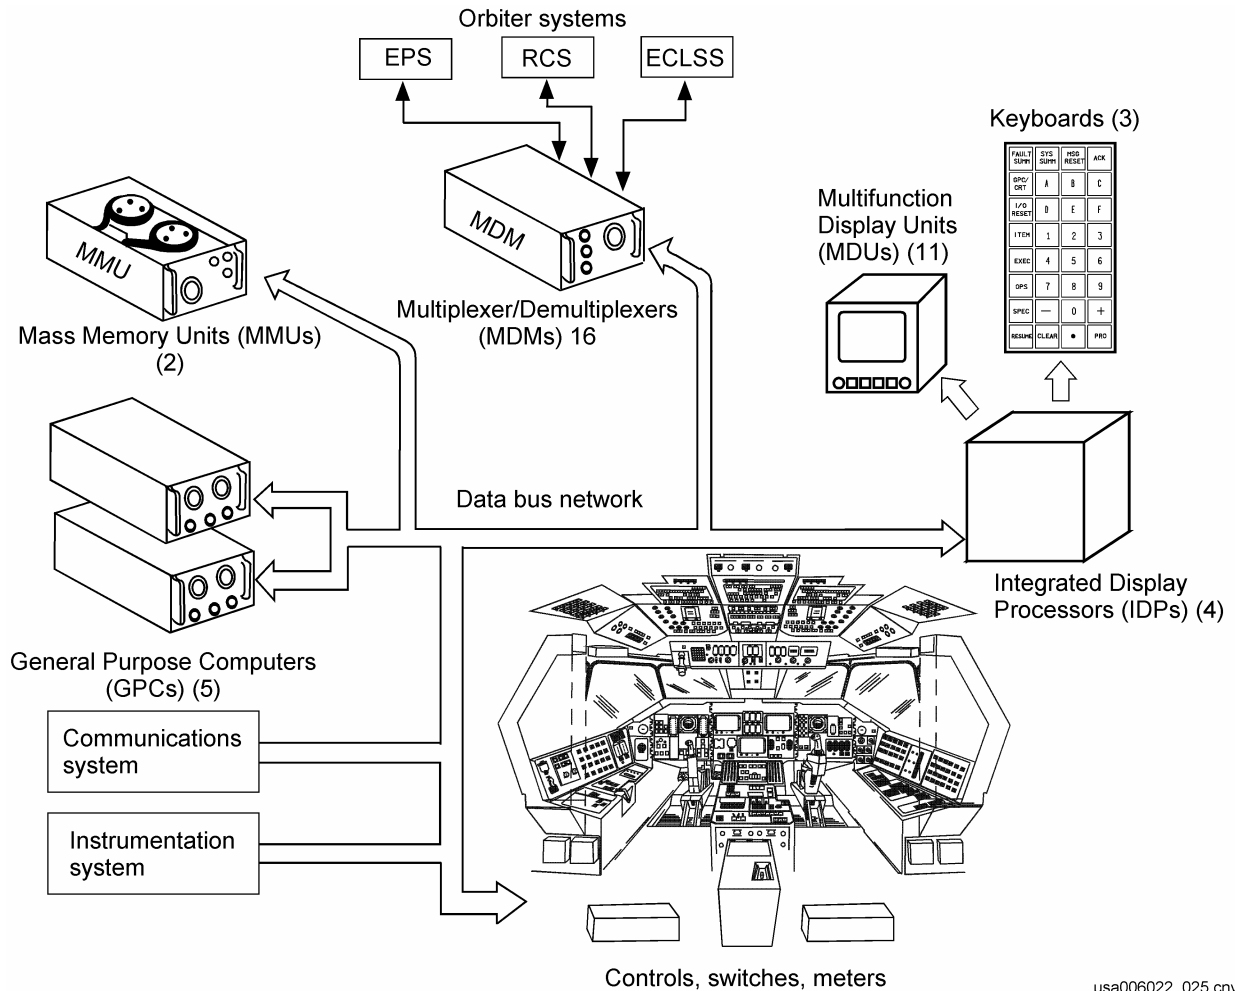 Orbiter systems
EPS
RCS
ECLSS
Keyboards (3)
FAULT SUMM
SYS SUMM
MSG RESET
ACK
GPC/ CRT
A
B
C
I/O RESET
D
E
F
ITEM
1
2
3
EXEC
4
5
6
OPS
7
8
9
SPEC
—
0
+
RESUME
CLEAR
•
PRO
Multifunction
Display Units
(MDUs) (11)
MDM
MMU
Multiplexer/Demultiplexers
(MDMs) 16
Mass Memory Units (MMUs)
(2)
Data bus network
Integrated Display
Processors (IDPs) (4)
General Purpose Computers
(GPCs) (5)
Communications
system
Instrumentation
system
Controls, switches, meters
usa006022_025.cnv